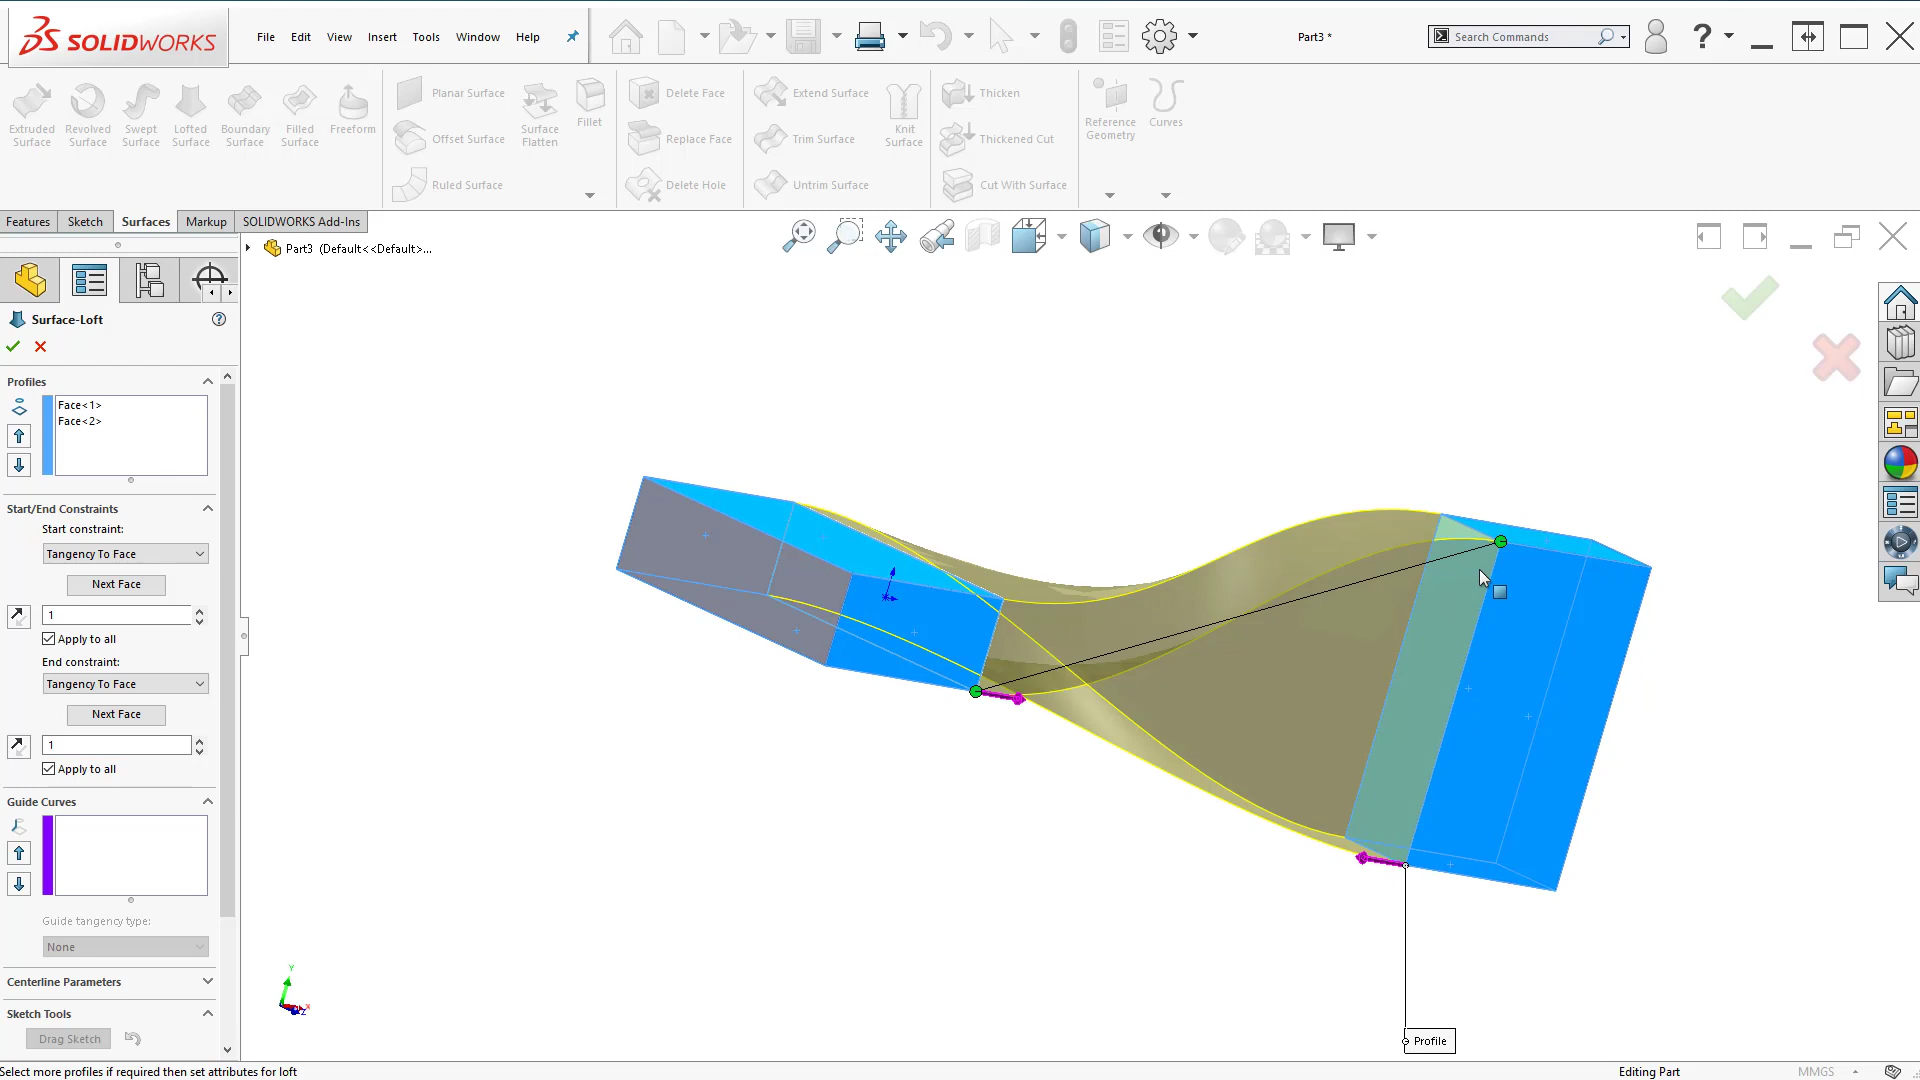 SOLIDWORKS
File Edit View Insert Tools Window Help
Part3 *
Search Commands
Extruded Surface
Revolved Surface
Swept Surface
Lofted Surface
Boundary Surface
Filled Surface
Freeform
Planar Surface
Offset Surface
Ruled Surface
Surface Flatten
Fillet
Delete Face
Replace Face
Delete Hole
Extend Surface
Trim Surface
Untrim Surface
Knit Surface
Thicken
Thickened Cut
Cut With Surface
Reference Geometry
Curves
Features Sketch Surfaces Markup SOLIDWORKS Add-Ins
Part3 (Default<<Default>...
Surface-Loft
Profiles
Face<1>
Face<2>
Start/End Constraints
Start constraint:
Tangency To Face
Next Face
1
Apply to all
End constraint:
Tangency To Face
Next Face
1
Apply to all
Guide Curves
Guide tangency type:
None
Centerline Parameters
Sketch Tools
Drag Sketch
Y
Z
Profile
Select more profiles if required then set attributes for loft
Editing Part
MMGS